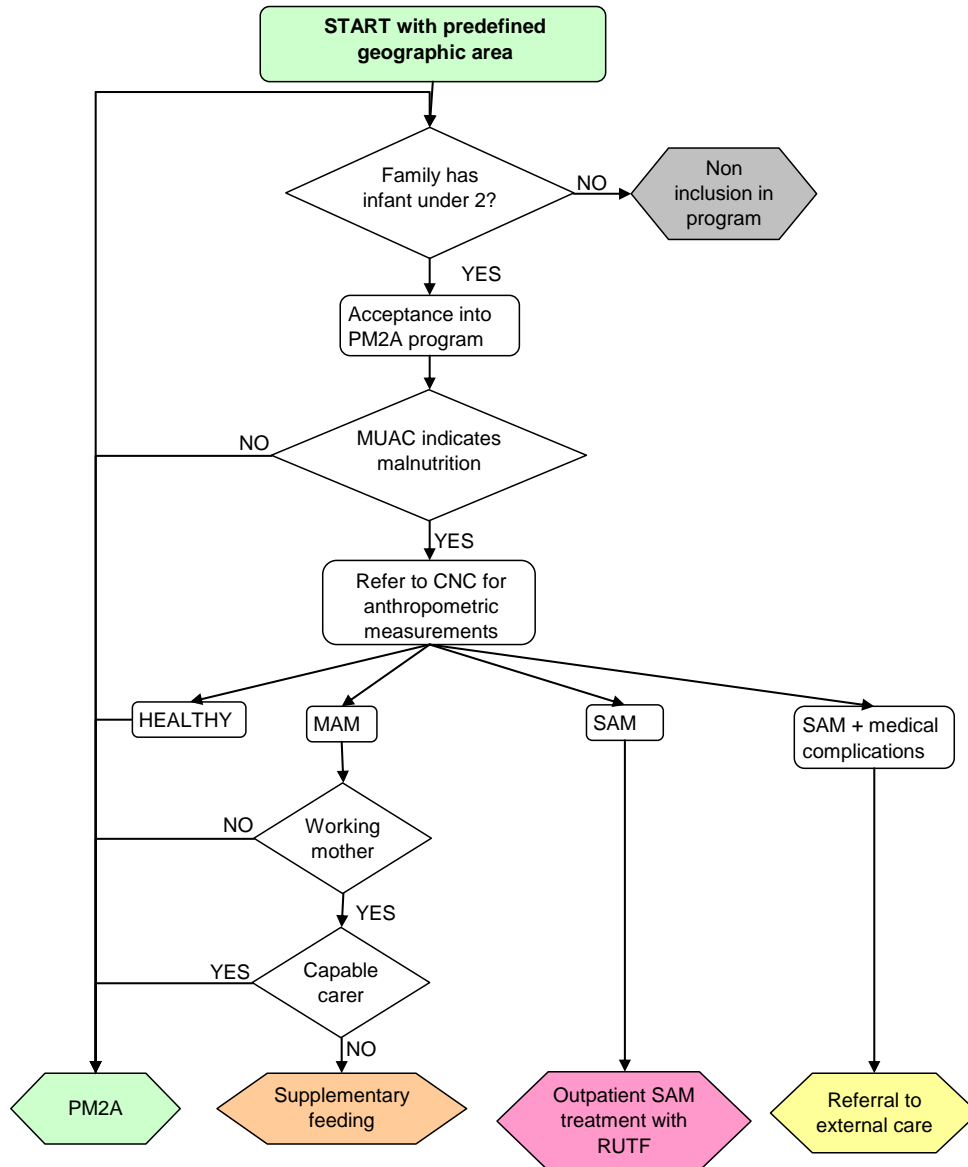 START with predefined
geographic area
Family has
infant under 2?
NO
Non
inclusion in
program
YES
Acceptance into
PM2A program
NO
MUAC indicates
malnutrition
YES
Refer to CNC for
anthropometric
measurements
HEALTHY
MAM
SAM
SAM + medical
complications
NO
Working
mother
YES
YES
Capable
carer
NO
PM2A
Supplementary
feeding
Outpatient SAM
treatment with
RUTF
Referral to
external care